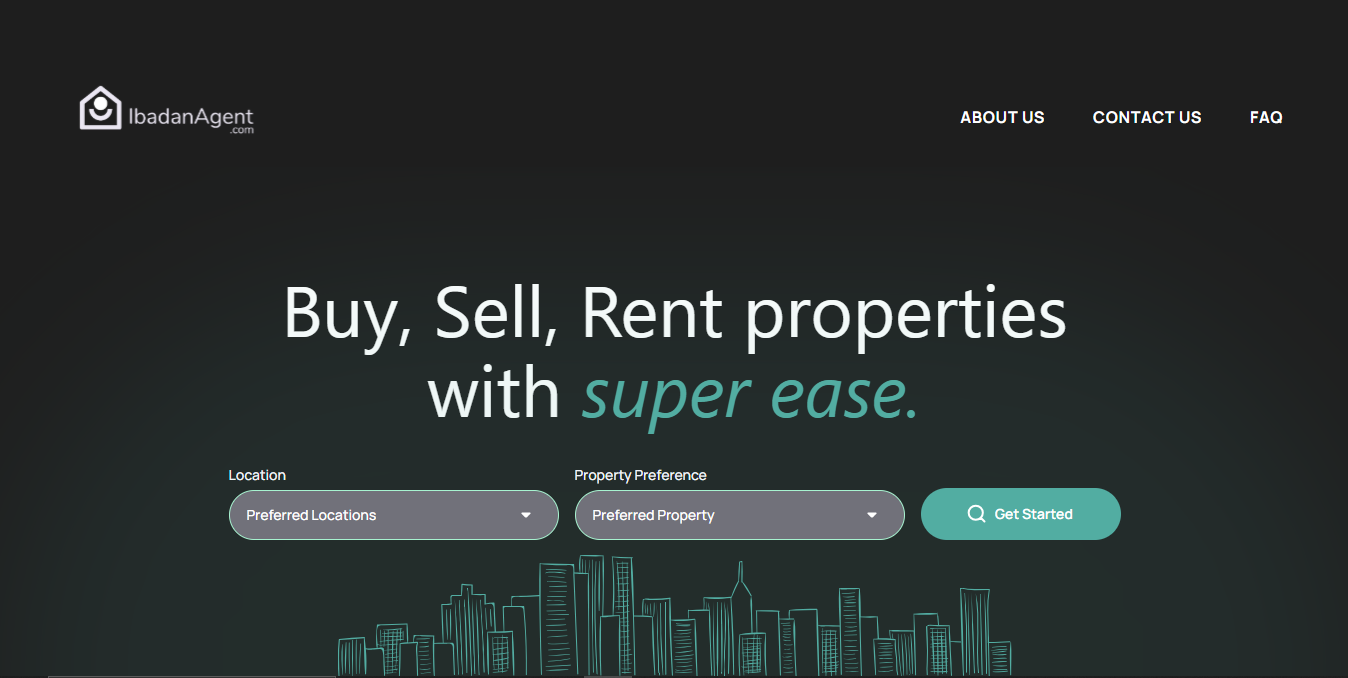 IbadanAgent
.com
ABOUT US
CONTACT US
FAQ
Buy, Sell, Rent properties
with super ease.
Location
Property Preference
Preferred Locations
Preferred Property
Get Started